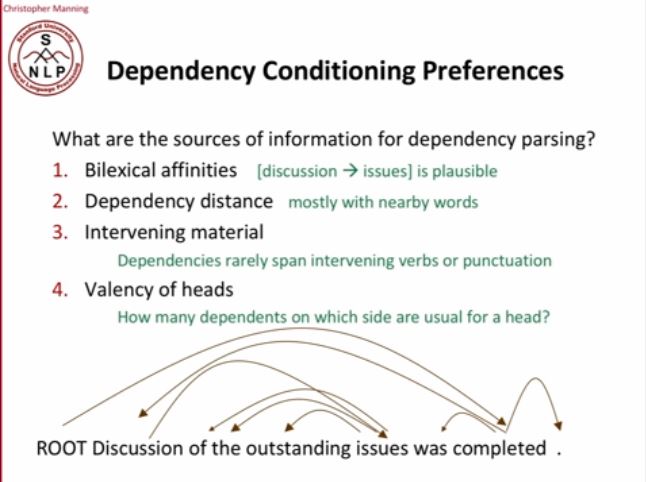 Christopher Manning
Stanford University
S
N L P
Natural Language Processing
Dependency Conditioning Preferences
What are the sources of information for dependency parsing?
1. Bilexical affinities [discussion → issues] is plausible
2. Dependency distance mostly with nearby words
3. Intervening material
Dependencies rarely span intervening verbs or punctuation
4. Valency of heads
How many dependents on which side are usual for a head?
ROOT Discussion of the outstanding issues was completed .